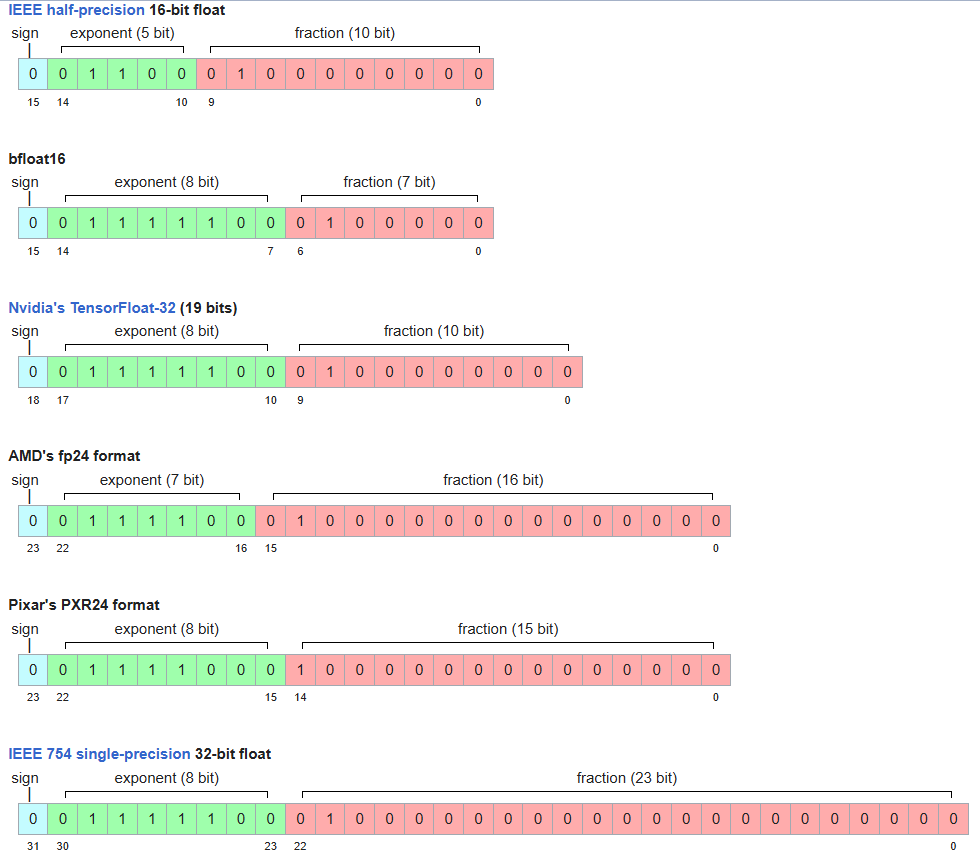 IEEE half-precision 16-bit float
sign exponent (5 bit) fraction (10 bit)
0 0 1 1 0 0 0 1 0 0 0 0 0 0 0 0
15 14 10 9 0
bfloat16
sign exponent (8 bit) fraction (7 bit)
0 0 1 1 1 1 1 0 0 0 1 0 0 0 0 0
15 14 7 6 0
Nvidia's TensorFloat-32 (19 bits)
sign exponent (8 bit) fraction (10 bit)
0 0 1 1 1 1 1 0 0 0 1 0 0 0 0 0 0 0 0
18 17 10 9 0
AMD's fp24 format
sign exponent (7 bit) fraction (16 bit)
0 0 1 1 1 1 0 0 0 1 0 0 0 0 0 0 0 0 0 0 0 0 0 0
23 22 16 15 0
Pixar's PXR24 format
sign exponent (8 bit) fraction (15 bit)
0 0 1 1 1 1 0 0 0 1 0 0 0 0 0 0 0 0 0 0 0 0 0 0
23 22 15 14 0
IEEE 754 single-precision 32-bit float
sign exponent (8 bit) fraction (23 bit)
0 0 1 1 1 1 1 0 0 0 1 0 0 0 0 0 0 0 0 0 0 0 0 0 0 0 0 0 0 0 0 0
31 30 23 22 0